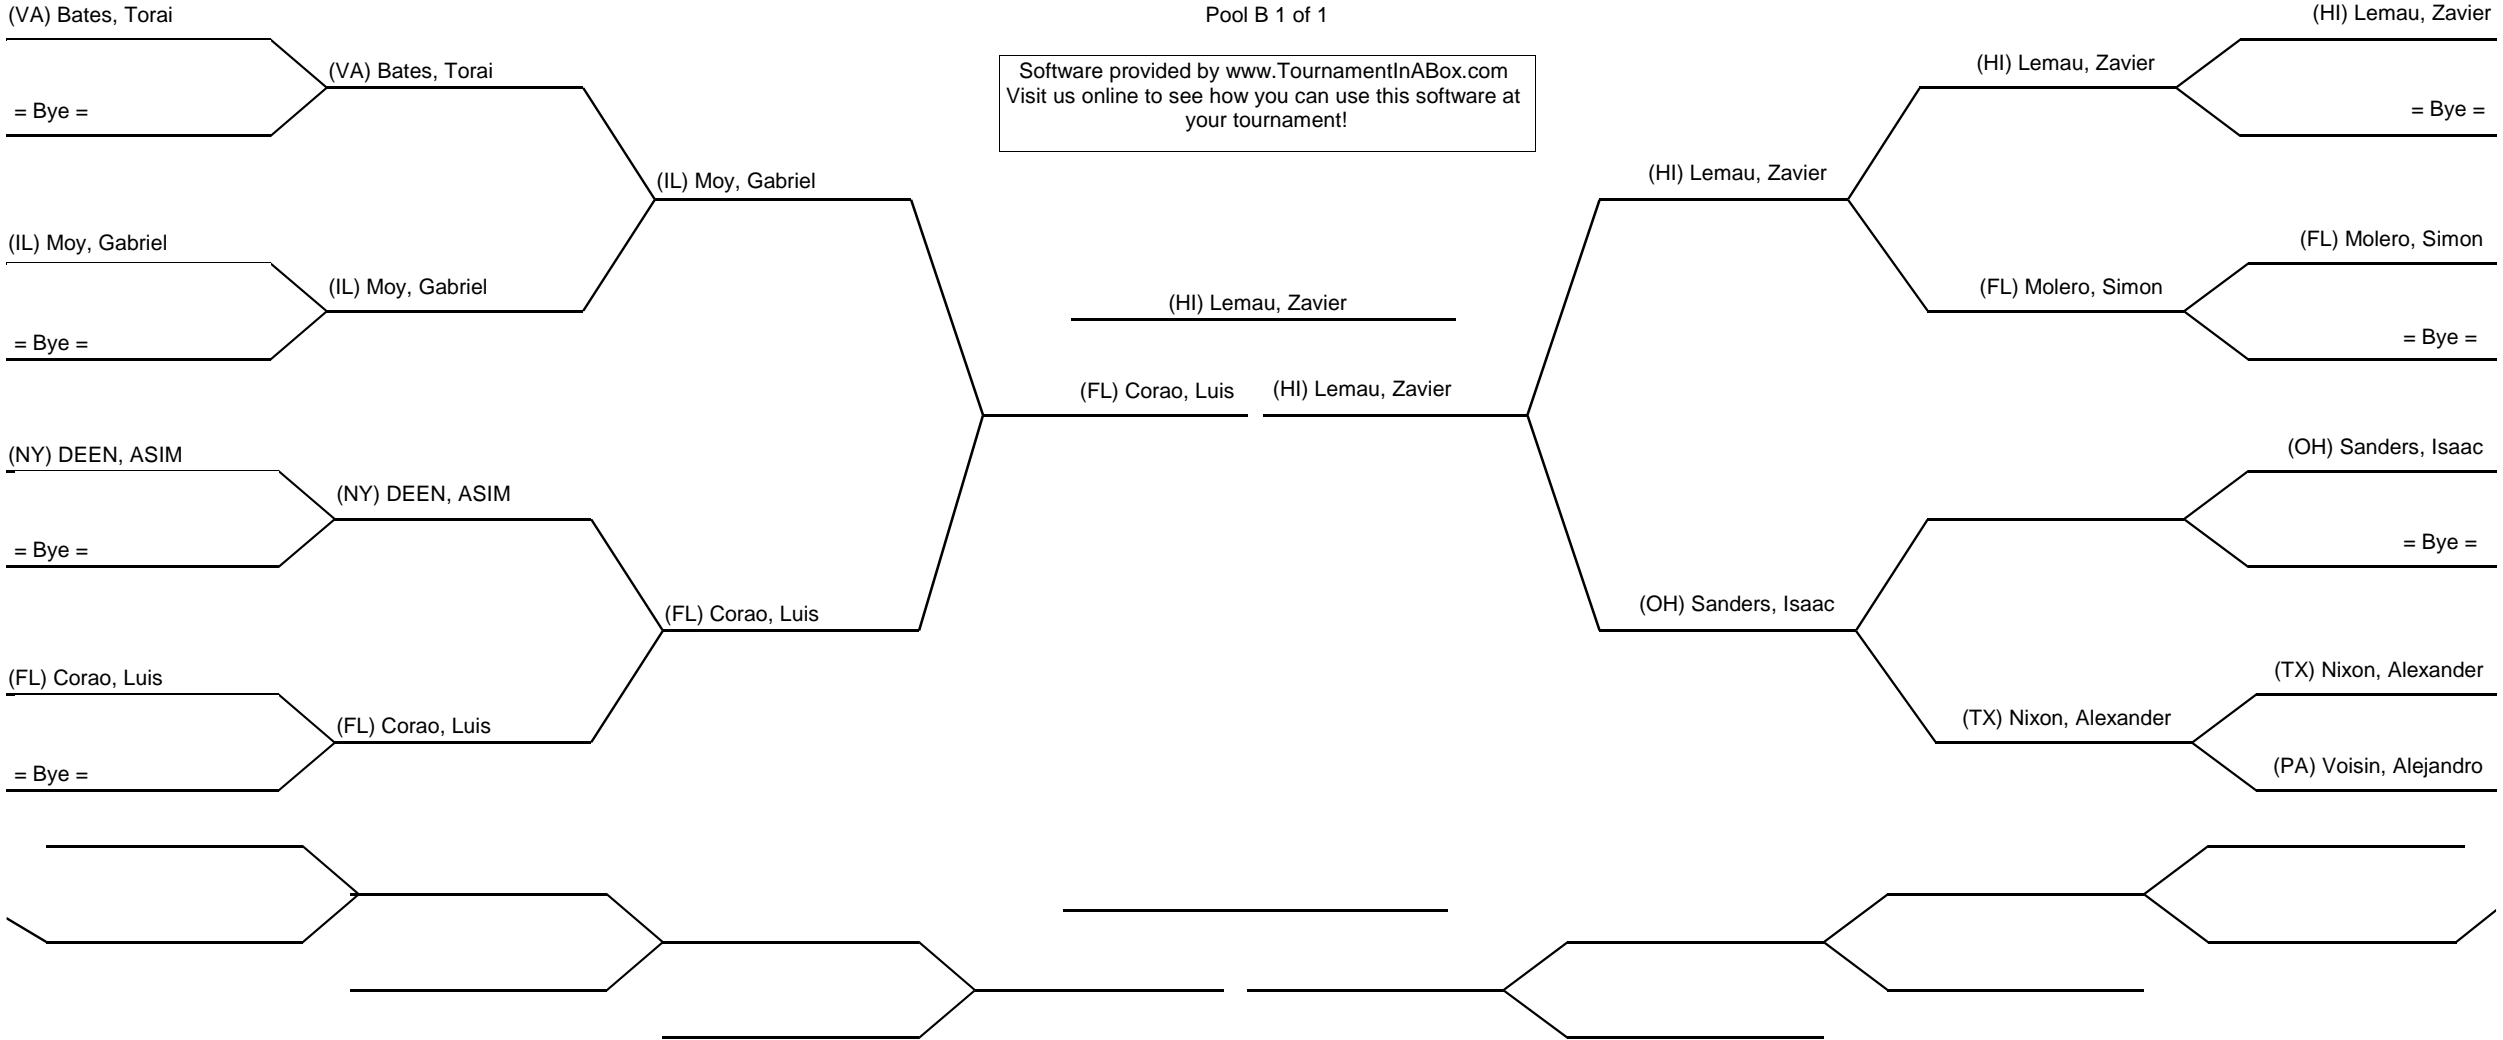 (VA) Bates, Torai
Pool B 1 of 1
(HI) Lemau, Zavier
(VA) Bates, Torai
Software provided by www.TournamentInABox.com
Visit us online to see how you can use this software at
your tournament!
(HI) Lemau, Zavier
= Bye =
= Bye =
(IL) Moy, Gabriel
(HI) Lemau, Zavier
(IL) Moy, Gabriel
(FL) Molero, Simon
(IL) Moy, Gabriel
(HI) Lemau, Zavier
(FL) Molero, Simon
= Bye =
= Bye =
(FL) Corao, Luis
(HI) Lemau, Zavier
(NY) DEEN, ASIM
(OH) Sanders, Isaac
(NY) DEEN, ASIM
= Bye =
= Bye =
(FL) Corao, Luis
(OH) Sanders, Isaac
(FL) Corao, Luis
(TX) Nixon, Alexander
(FL) Corao, Luis
(TX) Nixon, Alexander
= Bye =
(PA) Voisin, Alejandro